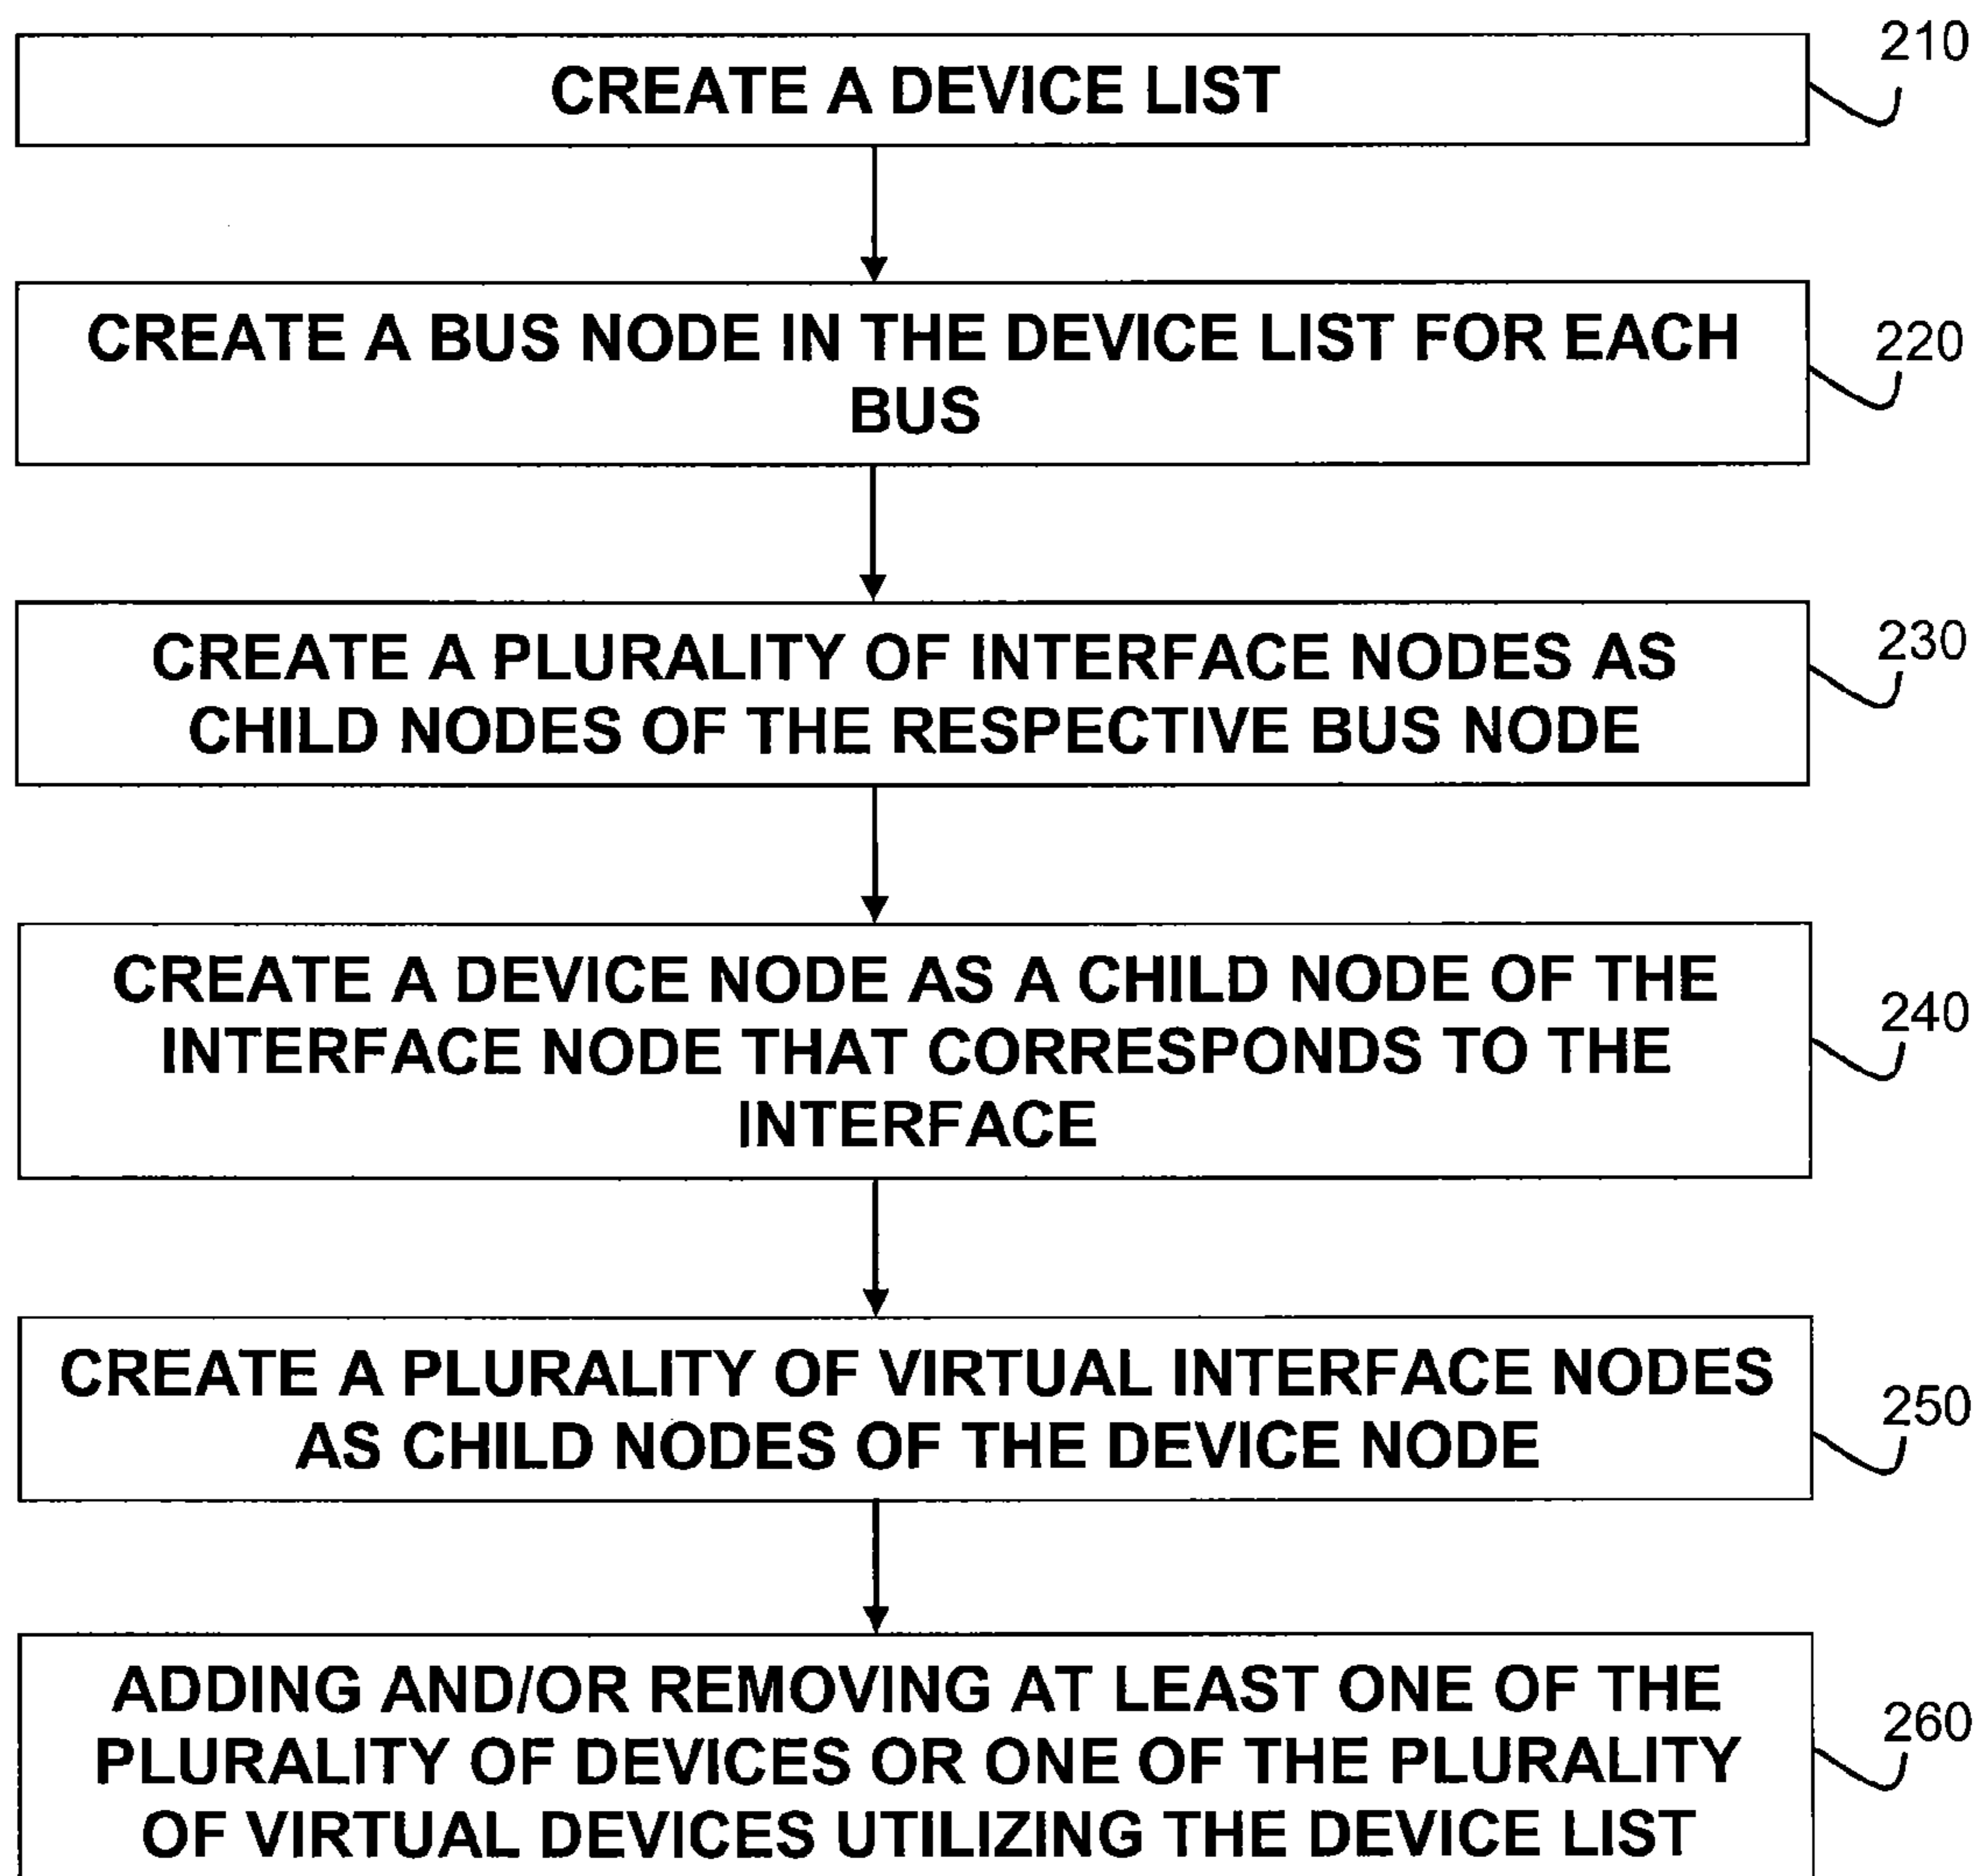 210
CREATE A DEVICE LIST
CREATE A BUS NODE IN THE DEVICE LIST FOR EACH
BUS
220
CREATE A PLURALITY OF INTERFACE NODES AS
CHILD NODES OF THE RESPECTIVE BUS NODE
230
CREATE A DEVICE NODE AS A CHILD NODE OF THE
INTERFACE NODE THAT CORRESPONDS TO THE
INTERFACE
240
CREATE A PLURALITY OF VIRTUAL INTERFACE NODES
AS CHILD NODES OF THE DEVICE NODE
250
ADDING AND/OR REMOVING AT LEAST ONE OF THE
PLURALITY OF DEVICES OR ONE OF THE PLURALITY
OF VIRTUAL DEVICES UTILIZING THE DEVICE LIST
260